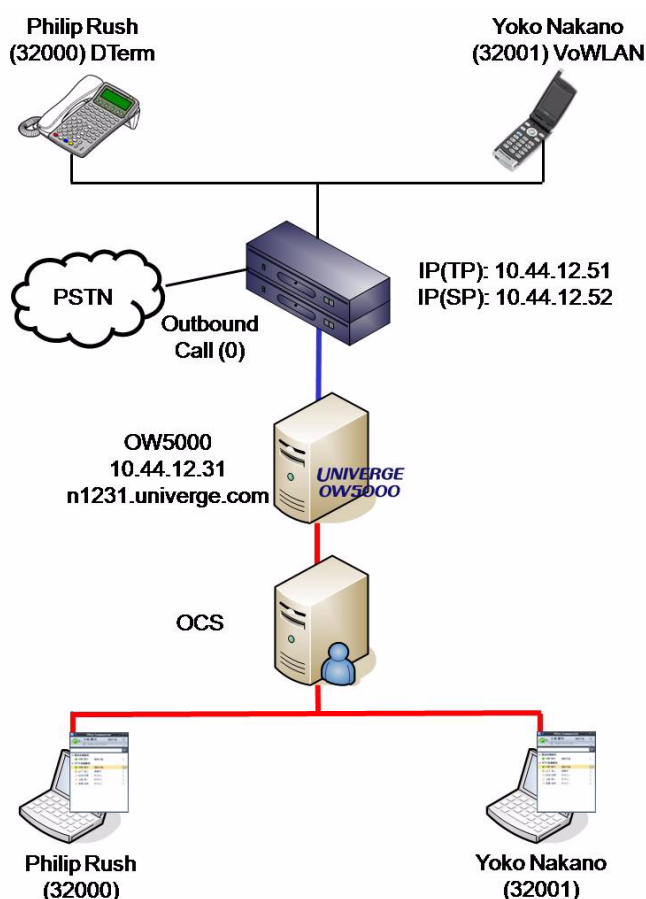 Philip Rush
(32000) DTerm
Yoko Nakano
(32001) VoWLAN
PSTN
Outbound
Call (0)
IP(TP): 10.44.12.51
IP(SP): 10.44.12.52
OW5000
10.44.12.31
n1231.univerge.com
UNIVERGE
OW5000
OCS
Philip Rush
(32000)
Yoko Nakano
(32001)